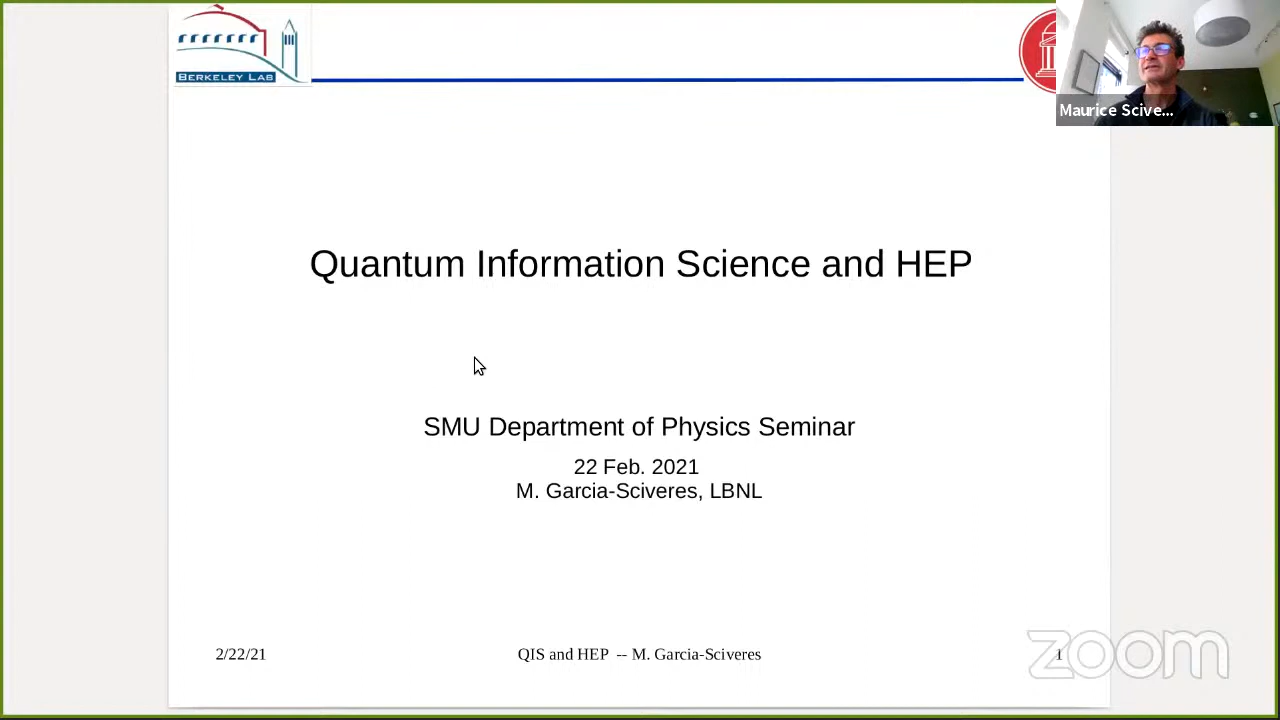 BERKELEY LAB
Maurice Scive...
Quantum Information Science and HEP
SMU Department of Physics Seminar
22 Feb. 2021
M. Garcia-Sciveres, LBNL
2/22/21
QIS and HEP -- M. Garcia-Sciveres
1
zoom